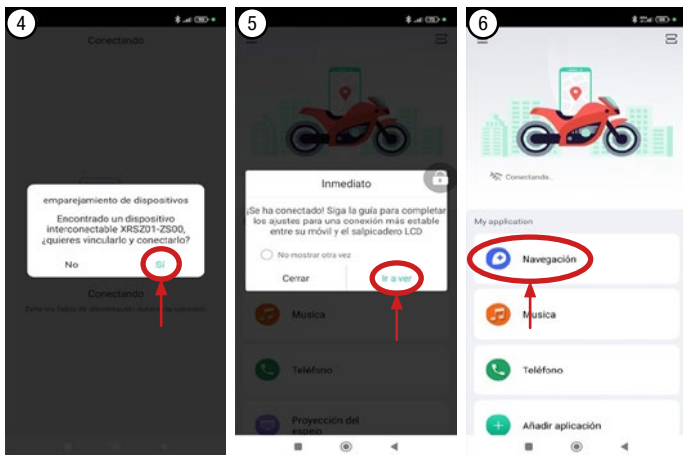 4
Conectando
emparejamiento de dispositivos
Encontrado un dispositivo
interconectable XRSZ01-ZS00,
¿quieres vincularlo y conectarlo?
No
Sí
Conectando
5
Inmediato
¡Se ha conectado! Siga la guía para completar
los ajustes para una conexión más estable
entre su móvil y el salpicadero LCD
No mostrar otra vez
Cerrar
Ir a ver
Musica
Teléfono
Proyección del
espejo
6
Conectando..
My application
Navegación
Musica
Teléfono
Añadir aplicación